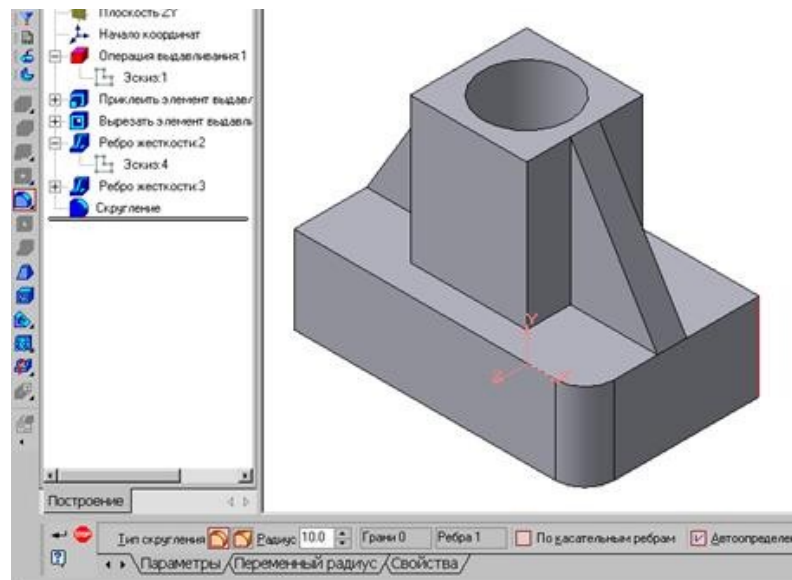 Плоскость ZY
Начало координат
Операция выдавливания:1
Эскиз:1
Приклеить элемент выдавл
Вырезать элемент выдавли
Ребро жесткости:2
Эскиз:4
Ребро жесткости:3
Скругление
Y
Z
X
Построение
Тип скругления Радиус 10.0 Грани 0 Ребра 1 По касательным ребрам Автоопределен
Параметры Переменный радиус Свойства